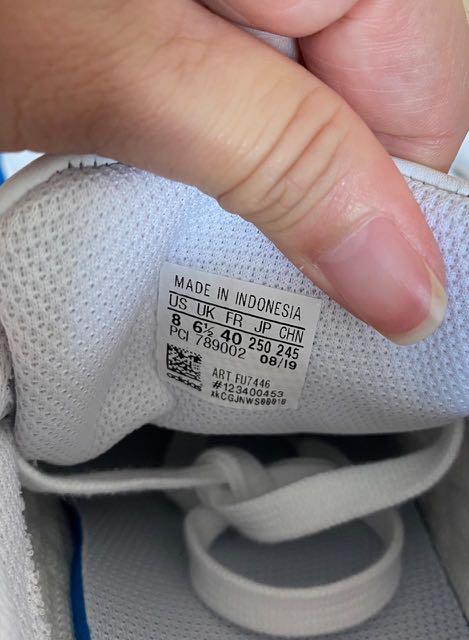 MADE IN INDONESIA
US UK FR JP CHN
8 6½ 40 250 245
PCI 789002 08/19
ART FU7446
#123400453
adidas xkCGJNWS00010